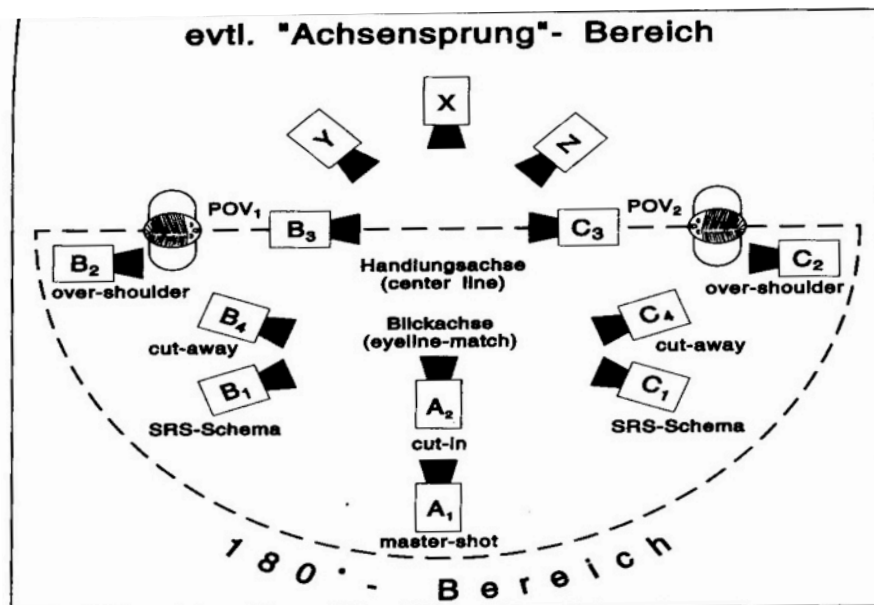 evtl. "Achsensprung"- Bereich
X
Y
Z
POV₁
POV₂
B₃
C₃
B₂
C₂
Handlungsachse
(center line)
over-shoulder
over-shoulder
B₄
C₄
Blickachse
(eyeline-match)
cut-away
cut-away
B₁
C₁
A₂
SRS-Schema
SRS-Schema
cut-in
A₁
master-shot
180°- Bereich